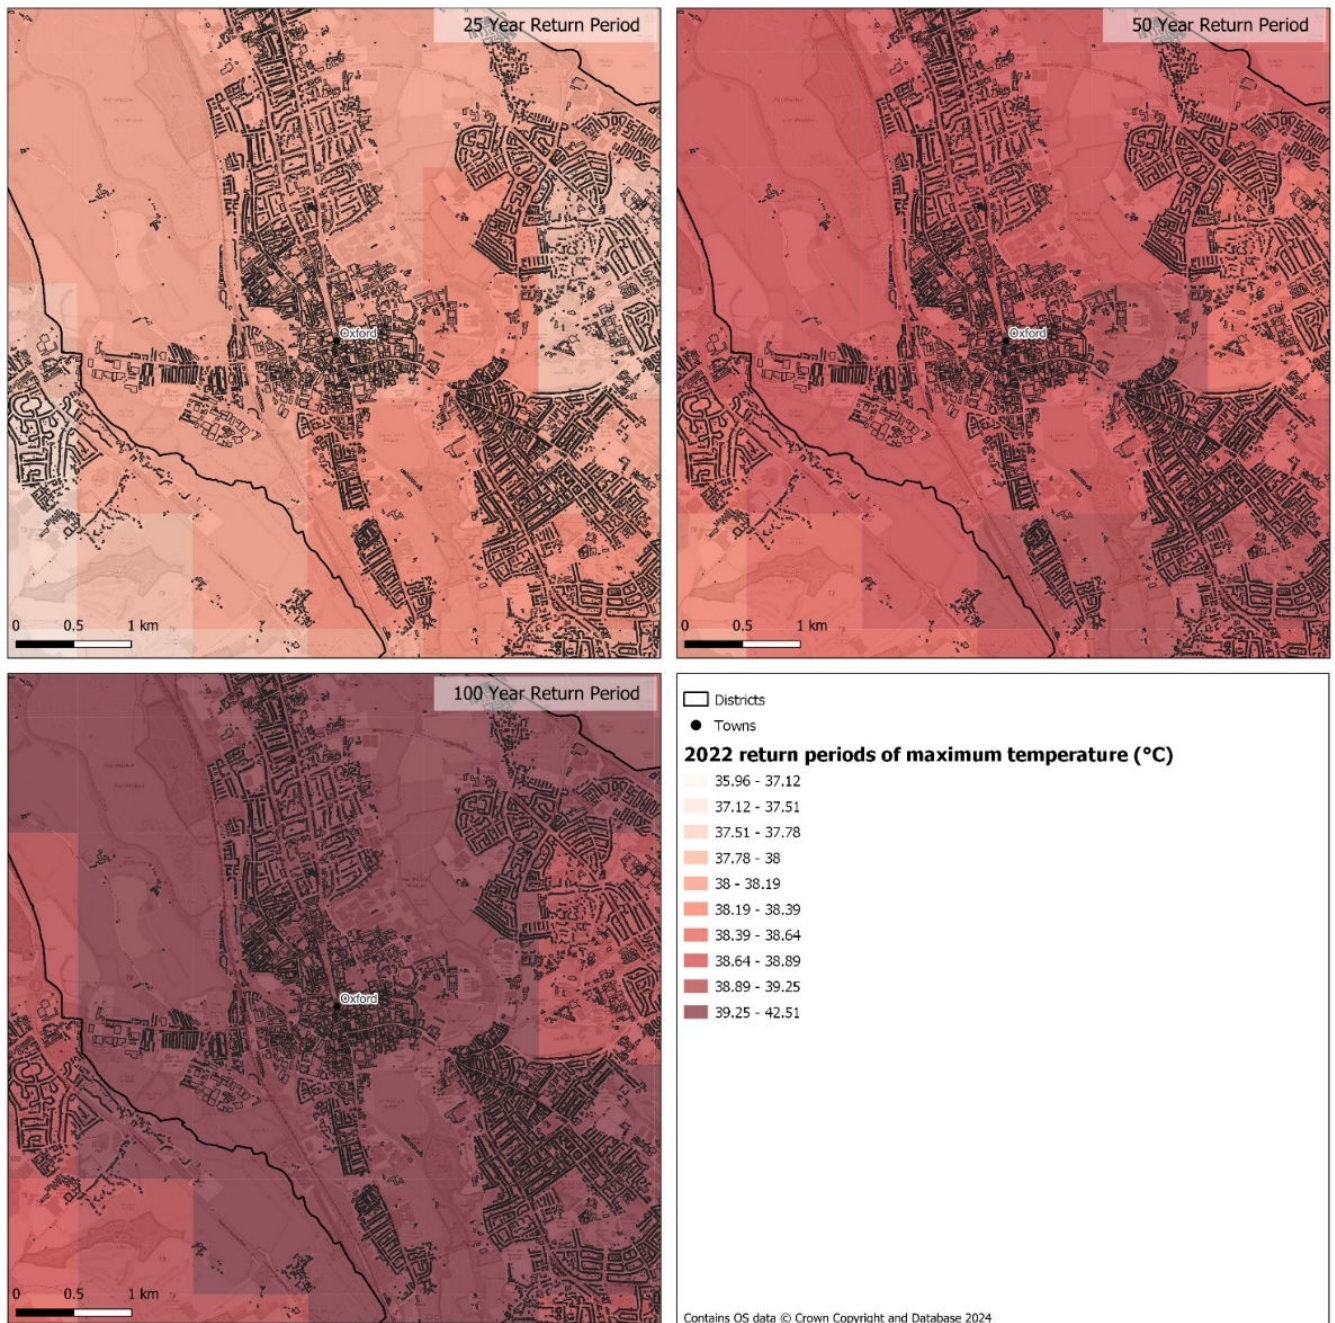 25 Year Return Period
Oxford
0 0.5 1 km
50 Year Return Period
Oxford
0 0.5 1 km
100 Year Return Period
Oxford
0 0.5 1 km
Districts
Towns
2022 return periods of maximum temperature (°C)
35.96 - 37.12
37.12 - 37.51
37.51 - 37.78
37.78 - 38
38 - 38.19
38.19 - 38.39
38.39 - 38.64
38.64 - 38.89
38.89 - 39.25
39.25 - 42.51
Contains OS data © Crown Copyright and Database 2024